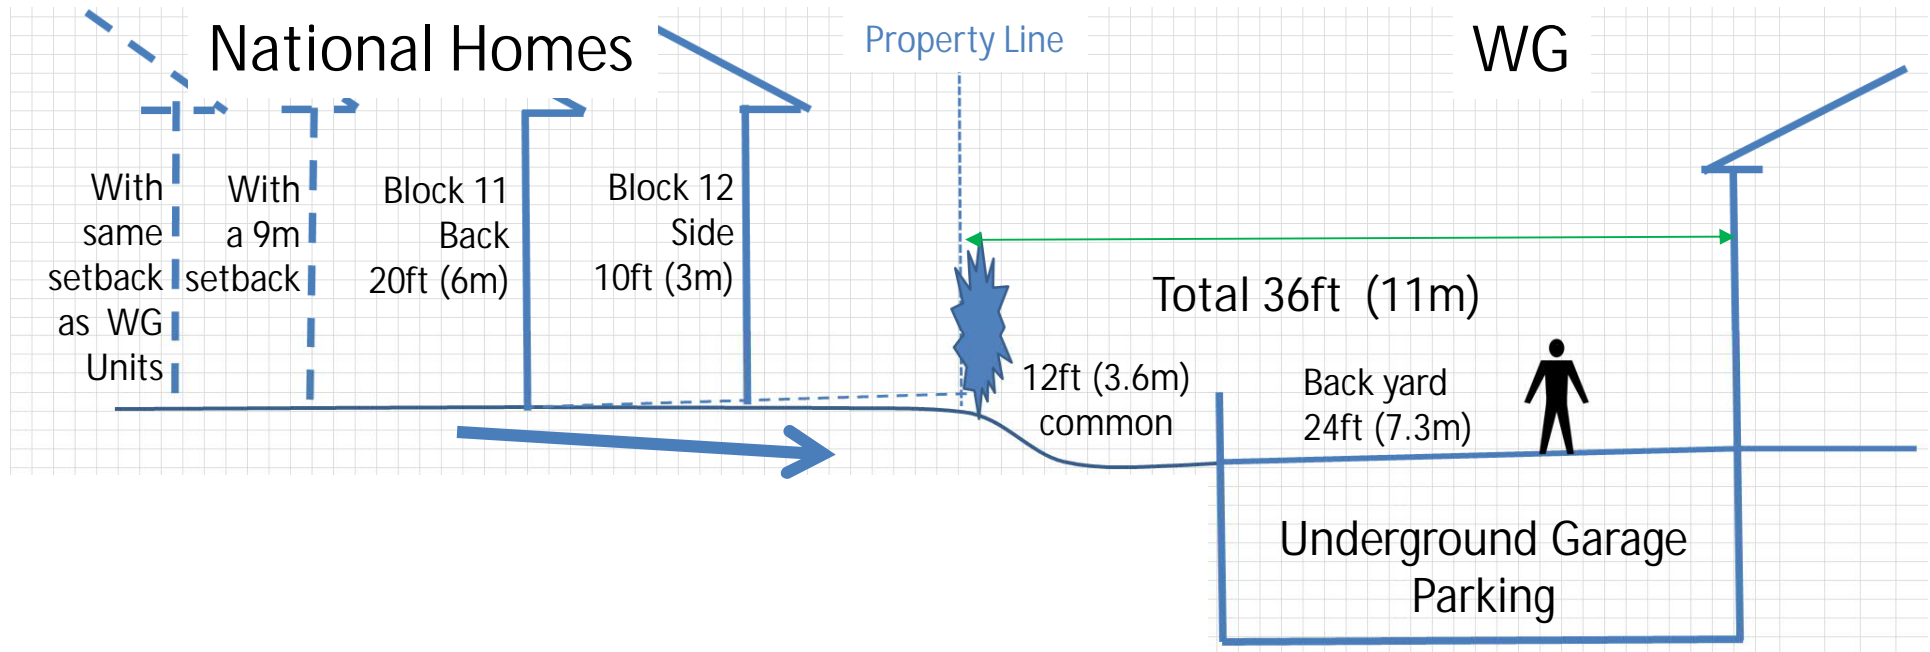 National Homes
Property Line
WG
With
same
setback
as WG
Units
With
a 9m
setback
Block 11
Back
20ft (6m)
Block 12
Side
10ft (3m)
Total 36ft (11m)
12ft (3.6m)
common
Back yard
24ft (7.3m)
Underground Garage
Parking